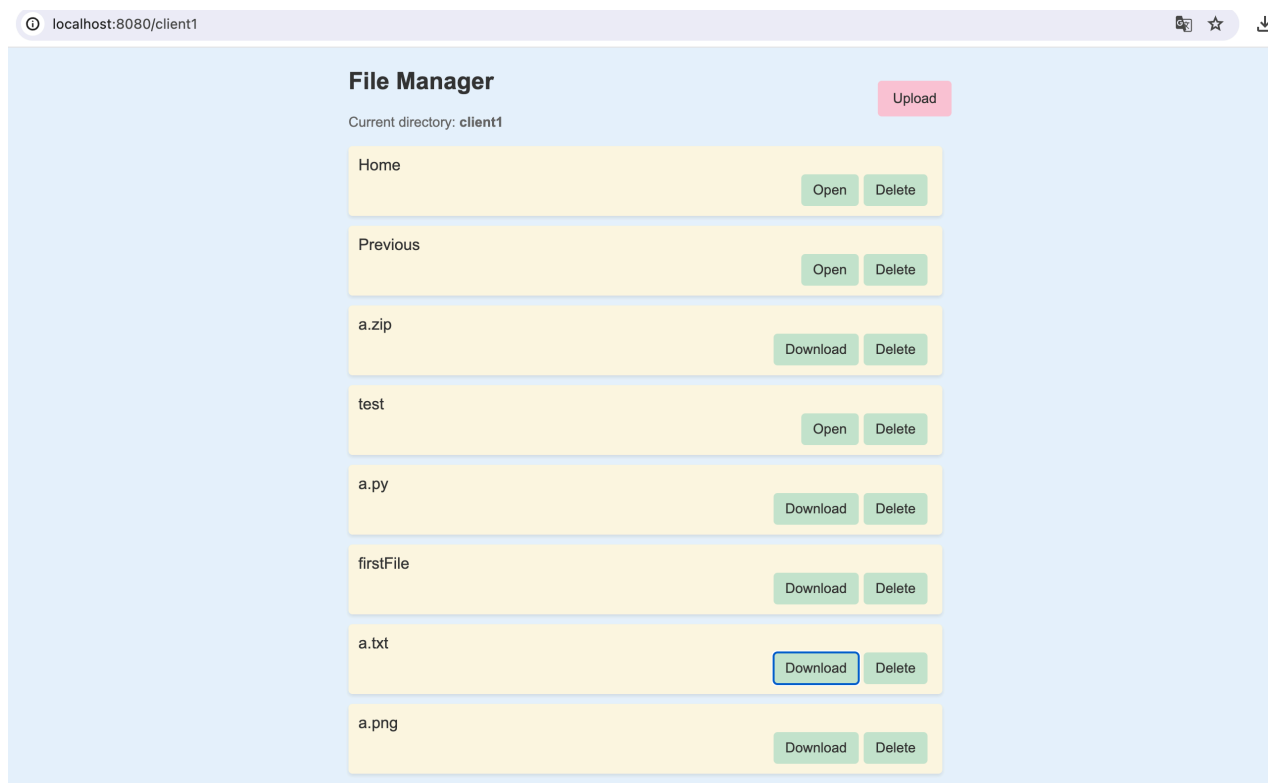 localhost:8080/client1
File Manager
Upload
Current directory: client1
Home
Open Delete
Previous
Open Delete
a.zip
Download Delete
test
Open Delete
a.py
Download Delete
firstFile
Download Delete
a.txt
Download Delete
a.png
Download Delete